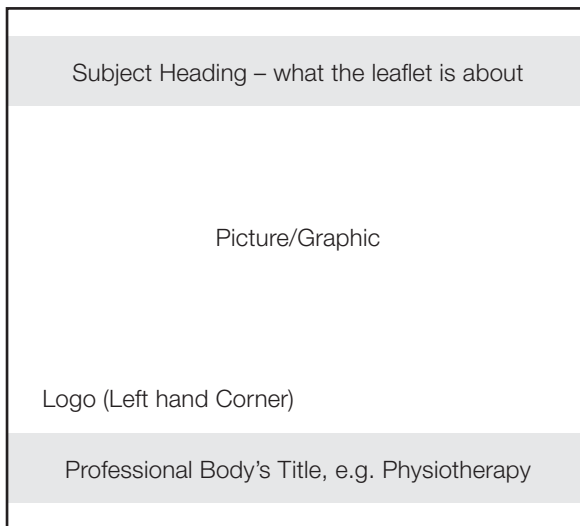 Subject Heading – what the leaflet is about
Picture/Graphic
Logo (Left hand Corner)
Professional Body's Title, e.g. Physiotherapy